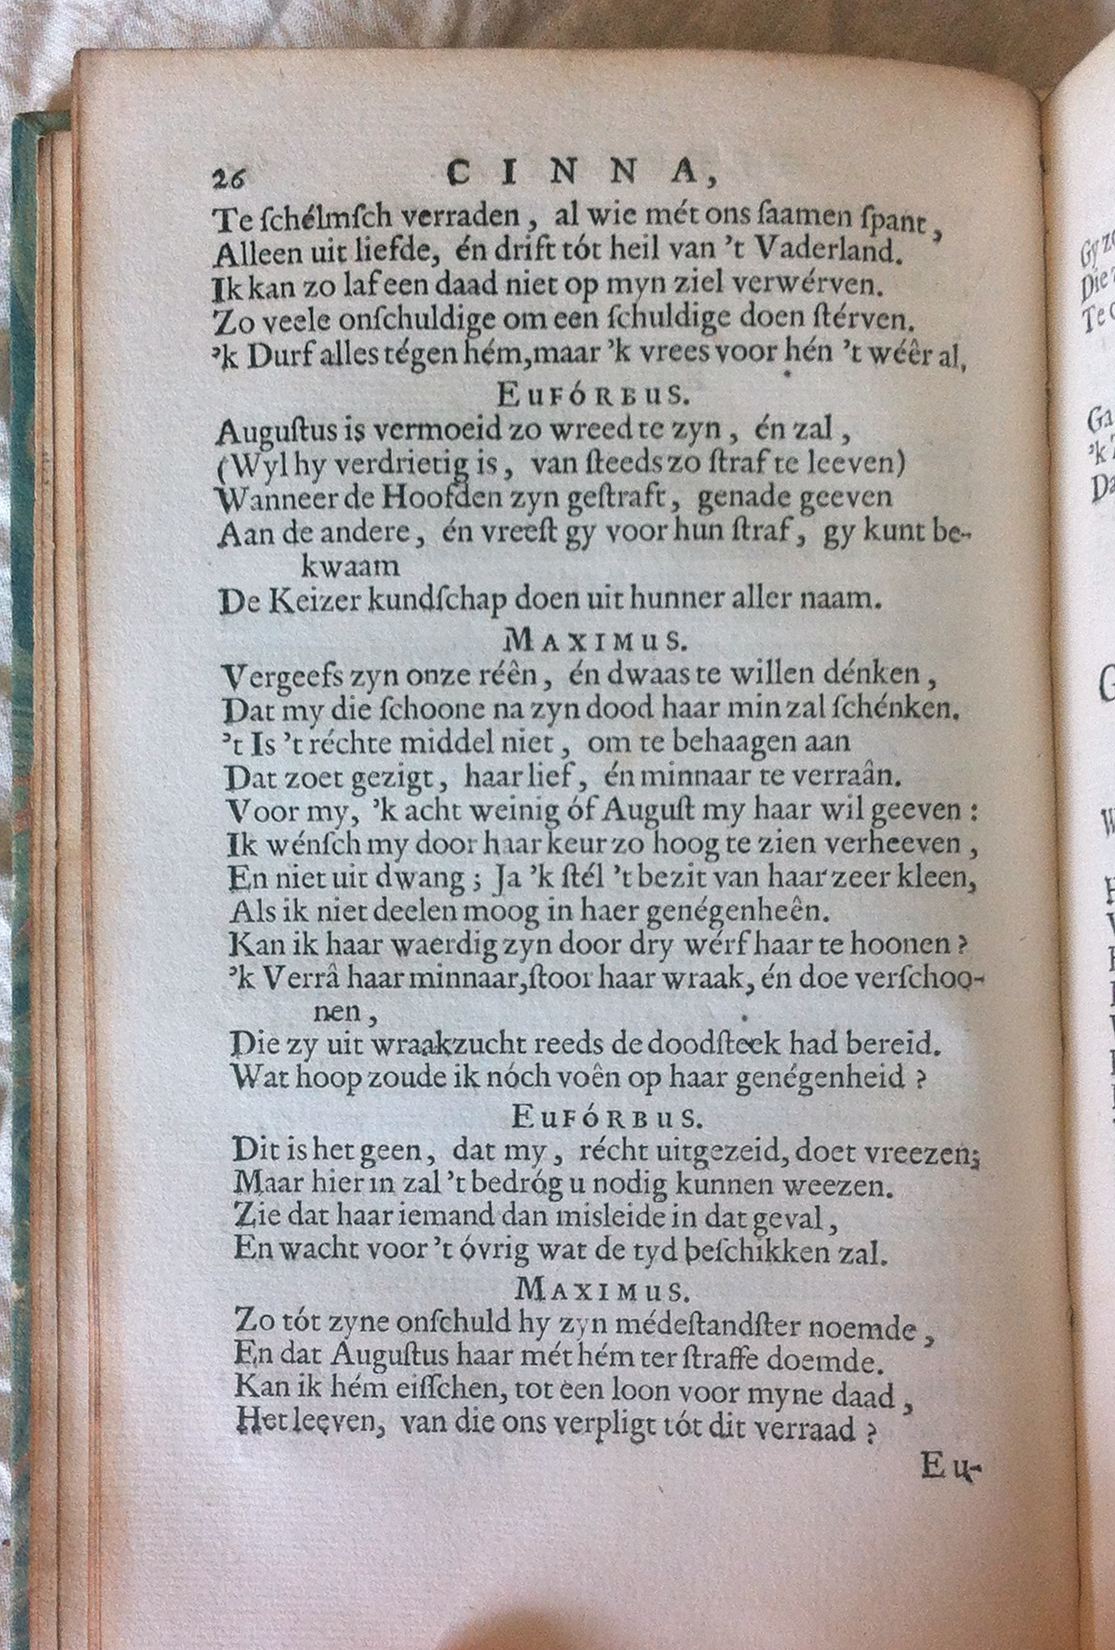 26 CINNA,
Te ſchélmſch verraden, al wie mét ons ſaamen ſpant,
Alleen uit liefde, én drift tót heil van 't Vaderland.
Ik kan zo laf een daad niet op myn ziel verwérven.
Zo veele onſchuldige om een ſchuldige doen ſtérven.
'k Durf alles tégen hém, maar 'k vrees voor hén 't wéêr al,
EUFÓRBUS.
Auguſtus is vermoeid zo wreed te zyn, én zal,
(Wyl hy verdrietig is, van ſteeds zo ſtraf te leeven)
Wanneer de Hoofden zyn geſtraft, genade geeven
Aan de andere, én vreeſt gy voor hun ſtraf, gy kunt be-
kwaam
De Keizer kundſchap doen uit hunner aller naam.
MAXIMUS.
Vergeefs zyn onze réên, én dwaas te willen dénken,
Dat my die ſchoone na zyn dood haar min zal ſchénken.
't Is 't réchte middel niet, om te behaagen aan
Dat zoet gezigt, haar lief, én minnaar te verraân.
Voor my, 'k acht weinig óf Auguſt my haar wil geeven:
Ik wénſch my door haar keur zo hoog te zien verheeven,
En niet uit dwang; Ja 'k ſtél 't bezit van haar zeer kleen,
Als ik niet deelen moog in haer genégenheên.
Kan ik haar waerdig zyn door dry wérf haar te hoonen?
'k Verrâ haar minnaar, ſtoor haar wraak, én doe verſchoo-
nen,
Die zy uit wraakzucht reeds de doodſteek had bereid.
Wat hoop zoude ik nóch voên op haar genégenheid?
EUFÓRBUS.
Dit is het geen, dat my, récht uitgezeid, doet vreezen;
Maar hier in zal 't bedróg u nodig kunnen weezen.
Zie dat haar iemand dan misleide in dat geval,
En wacht voor 't óvrig wat de tyd beſchikken zal.
MAXIMUS.
Zo tót zyne onſchuld hy zyn médeſtandſter noemde,
En dat Auguſtus haar mét hém ter ſtraffe doemde.
Kan ik hém eiſſchen, tot een loon voor myne daad,
Het leeven, van die ons verpligt tót dit verraad?
Eu-